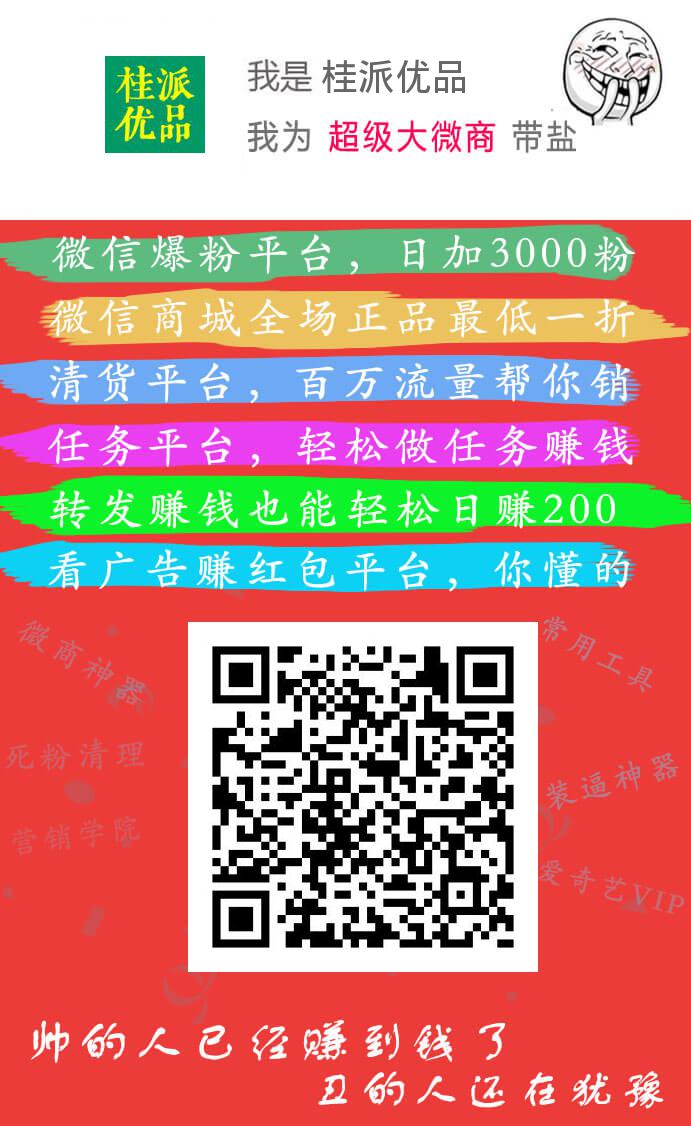 桂派
优品
我是 桂派优品
我为 超级大微商 带盐
微信爆粉平台，日加3000粉
微信商城全场正品最低一折
清货平台，百万流量帮你销
任务平台，轻松做任务赚钱
转发赚钱也能轻松日赚200
看广告赚红包平台，你懂的
微商神器
常用工具
死粉清理
装逼神器
营销学院
爱奇艺VIP
帅的人已经赚到钱了
丑的人还在犹豫